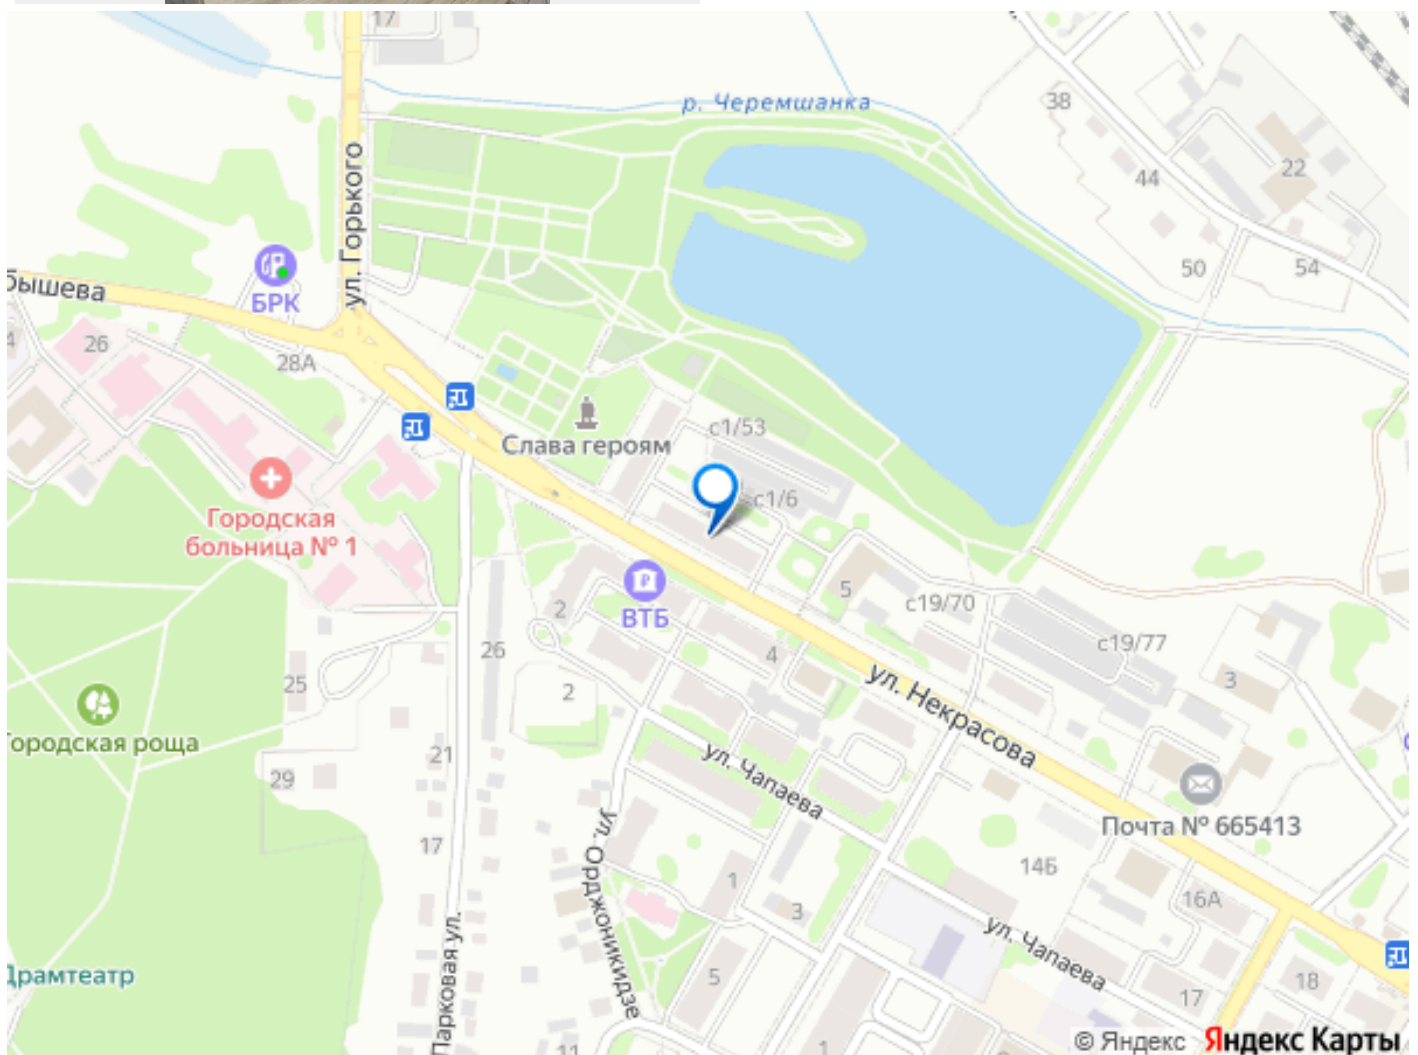 17
р. Черемшанка
38
22
44
ул. Горького
50
54
бышева
БРК
26
28А
с1/53
Слава героям
с1/6
Городская
больница № 1
5
с19/70
2
ВТБ
4
с19/77
26
25
2
ул. Некрасова
3
Городская роща
21
29
ул. Чапаева
Почта № 665413
17
ул. Орджоникидзе
14Б
1
16А
3
Парковая ул.
ул. Чапаева
Драмтеатр
5
18
17
11
1
© Яндекс Яндекс Карты